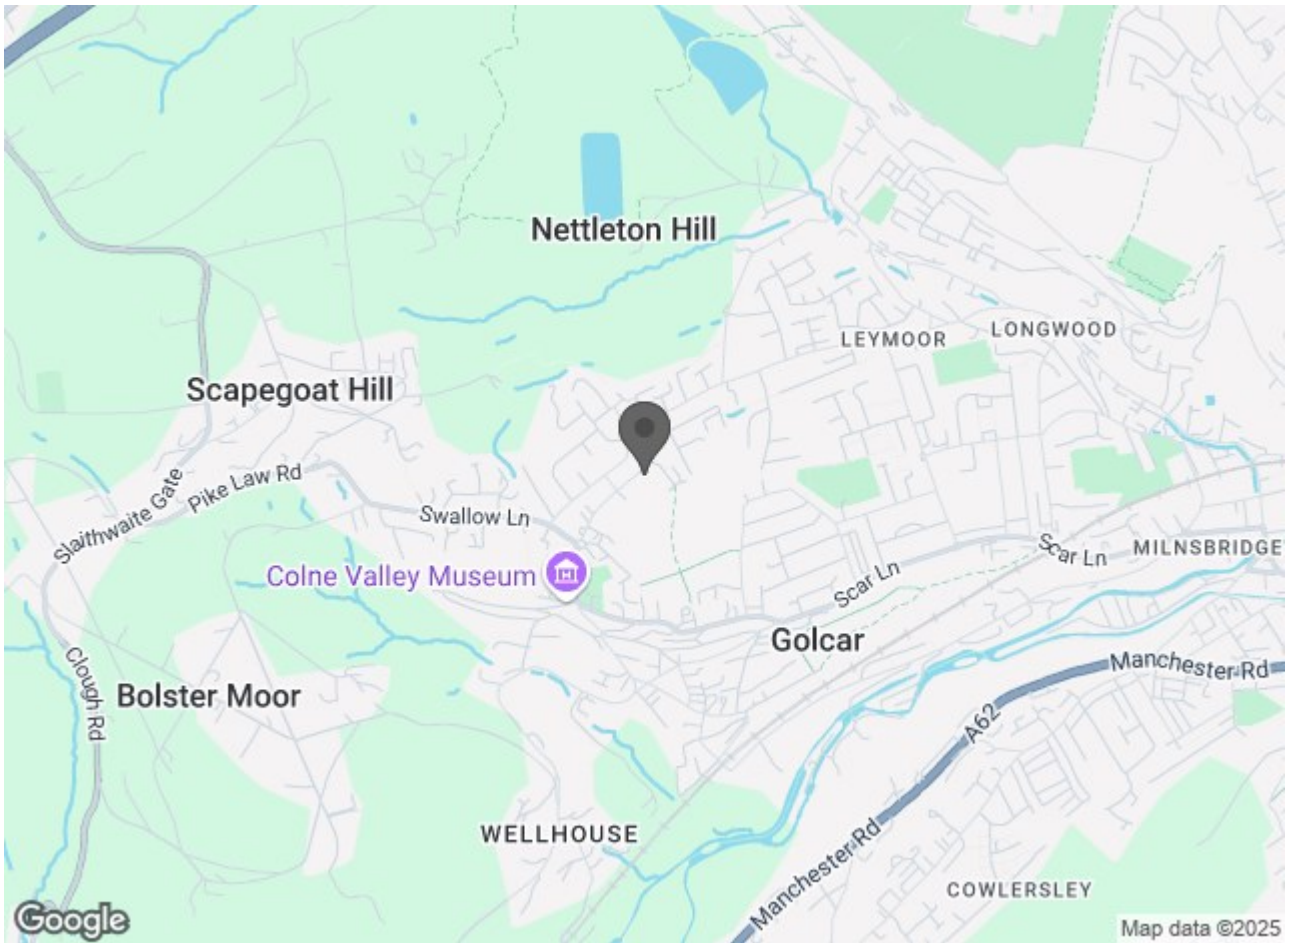 Nettleton Hill
LEYMOOR
LONGWOOD
Scapegoat Hill
Pike Law Rd
Slaithwaite Gate
Swallow Ln
Colne Valley Museum
Scar Ln
Scar Ln
MILNSBRIDGE
Golcar
Clough Rd
Bolster Moor
Manchester Rd
A62
WELLHOUSE
Manchester Rd
COWLERSLEY
Google
Map data ©2025